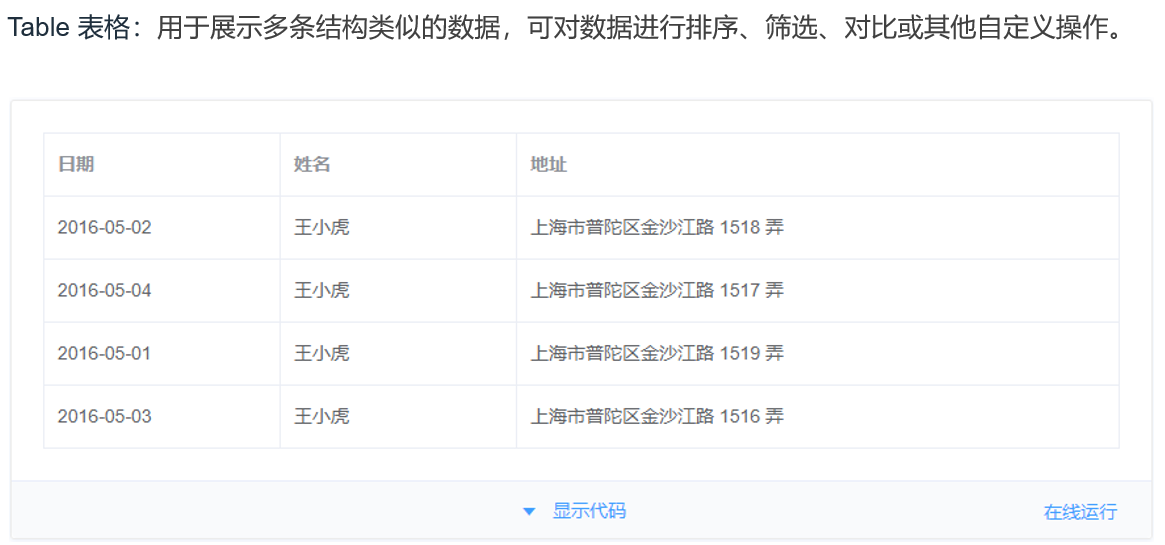 Table 表格：用于展示多条结构类似的数据，可对数据进行排序、筛选、对比或其他自定义操作。
日期 姓名 地址
2016-05-02 王小虎 上海市普陀区金沙江路 1518 弄
2016-05-04 王小虎 上海市普陀区金沙江路 1517 弄
2016-05-01 王小虎 上海市普陀区金沙江路 1519 弄
2016-05-03 王小虎 上海市普陀区金沙江路 1516 弄
显示代码 在线运行